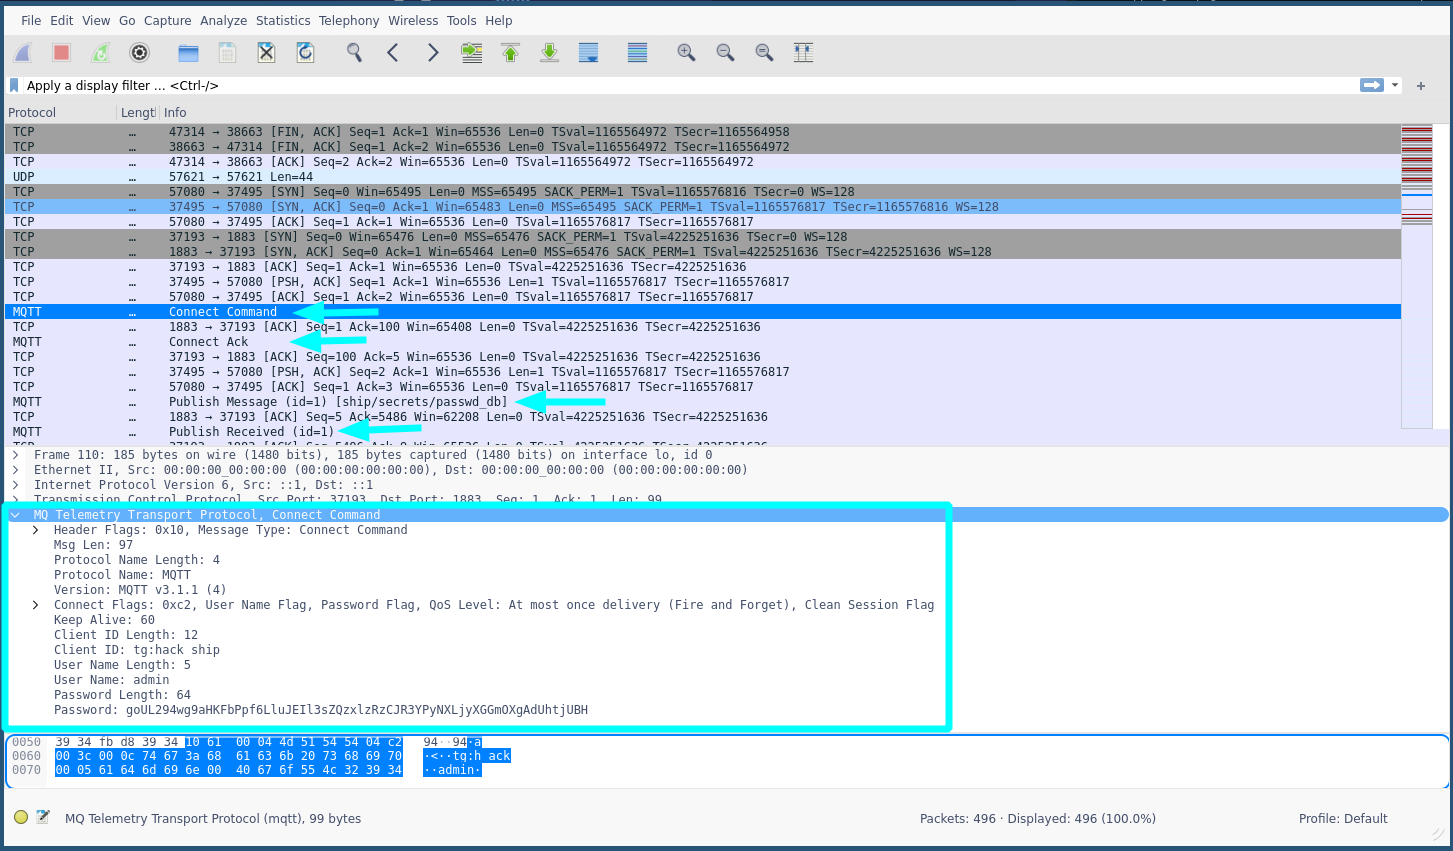 File Edit View Go Capture Analyze Statistics Telephony Wireless Tools Help
Apply a display filter ... <Ctrl-/>
Protocol Lengtl Info
TCP … 47314 → 38663 [FIN, ACK] Seq=1 Ack=1 Win=65536 Len=0 TSval=1165564972 TSecr=1165564958
TCP … 38663 → 47314 [FIN, ACK] Seq=1 Ack=2 Win=65536 Len=0 TSval=1165564972 TSecr=1165564972
TCP … 47314 → 38663 [ACK] Seq=2 Ack=2 Win=65536 Len=0 TSval=1165564972 TSecr=1165564972
UDP … 57621 → 57621 Len=44
TCP … 57080 → 37495 [SYN] Seq=0 Win=65495 Len=0 MSS=65495 SACK_PERM=1 TSval=1165576816 TSecr=0 WS=128
TCP … 37495 → 57080 [SYN, ACK] Seq=0 Ack=1 Win=65483 Len=0 MSS=65495 SACK_PERM=1 TSval=1165576817 TSecr=1165576816 WS=128
TCP … 57080 → 37495 [ACK] Seq=1 Ack=1 Win=65536 Len=0 TSval=1165576817 TSecr=1165576817
TCP … 37193 → 1883 [SYN] Seq=0 Win=65476 Len=0 MSS=65476 SACK_PERM=1 TSval=4225251636 TSecr=0 WS=128
TCP … 1883 → 37193 [SYN, ACK] Seq=0 Ack=1 Win=65464 Len=0 MSS=65476 SACK_PERM=1 TSval=4225251636 TSecr=4225251636 WS=128
TCP … 37193 → 1883 [ACK] Seq=1 Ack=1 Win=65536 Len=0 TSval=4225251636 TSecr=4225251636
TCP … 37495 → 57080 [PSH, ACK] Seq=1 Ack=1 Win=65536 Len=1 TSval=1165576817 TSecr=1165576817
TCP … 57080 → 37495 [ACK] Seq=1 Ack=2 Win=65536 Len=0 TSval=1165576817 TSecr=1165576817
MQTT … Connect Command
TCP … 1883 → 37193 [ACK] Seq=1 Ack=100 Win=65408 Len=0 TSval=4225251636 TSecr=4225251636
MQTT … Connect Ack
TCP … 37193 → 1883 [ACK] Seq=100 Ack=5 Win=65536 Len=0 TSval=4225251636 TSecr=4225251636
TCP … 37495 → 57080 [PSH, ACK] Seq=2 Ack=1 Win=65536 Len=1 TSval=1165576817 TSecr=1165576817
TCP … 57080 → 37495 [ACK] Seq=1 Ack=3 Win=65536 Len=0 TSval=1165576817 TSecr=1165576817
MQTT … Publish Message (id=1) [ship/secrets/passwd_db]
TCP … 1883 → 37193 [ACK] Seq=5 Ack=5486 Win=62208 Len=0 TSval=4225251636 TSecr=4225251636
MQTT … Publish Received (id=1)
Frame 110: 185 bytes on wire (1480 bits), 185 bytes captured (1480 bits) on interface lo, id 0
Ethernet II, Src: 00:00:00_00:00:00 (00:00:00:00:00:00), Dst: 00:00:00_00:00:00 (00:00:00:00:00:00)
Internet Protocol Version 6, Src: ::1, Dst: ::1
Transmission Control Protocol, Src Port: 37193, Dst Port: 1883, Seq: 1, Ack: 1, Len: 99
MQ Telemetry Transport Protocol, Connect Command
Header Flags: 0x10, Message Type: Connect Command
Msg Len: 97
Protocol Name Length: 4
Protocol Name: MQTT
Version: MQTT v3.1.1 (4)
Connect Flags: 0xc2, User Name Flag, Password Flag, QoS Level: At most once delivery (Fire and Forget), Clean Session Flag
Keep Alive: 60
Client ID Length: 12
Client ID: tg:hack ship
User Name Length: 5
User Name: admin
Password Length: 64
Password: goUL294wg9aHKFbPpf6LluJEIl3sZQzxlzRzCJR3YPyNXLjyXGGmOXgAdUhtjUBH
0050 39 34 fb d8 39 34 10 61 00 04 4d 51 54 54 04 c2 94··94·a
0060 00 3c 00 0c 74 67 3a 68 61 63 6b 20 73 68 69 70 ·<··tg:h ack
0070 00 05 61 64 6d 69 6e 00 40 67 6f 55 4c 32 39 34 ··admin·
MQ Telemetry Transport Protocol (mqtt), 99 bytes Packets: 496 · Displayed: 496 (100.0%) Profile: Default